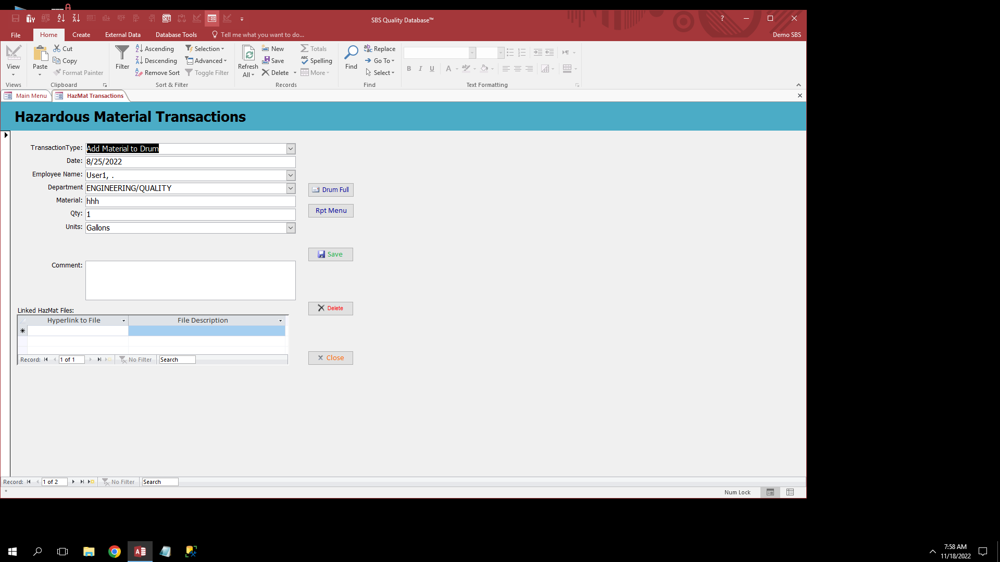 SBS Quality Database™
?
File
Home
Create
External Data
Database Tools
Tell me what you want to do...
Demo SBS
View
Views
Paste
Cut
Copy
Format Painter
Clipboard
Filter
Ascending
Descending
Remove Sort
Selection
Advanced
Toggle Filter
Sort & Filter
Refresh
All
New
Save
Delete
Totals
Spelling
More
Records
Find
Replace
Go To
Select
Find
B I U A
Text Formatting
Main Menu
HazMat Transactions
Hazardous Material Transactions
TransactionType: Add Material to Drum
Date: 8/25/2022
Employee Name: User1, .
Department ENGINEERING/QUALITY
Material: hhh
Qty: 1
Units: Gallons
Comment:
Drum Full
Rpt Menu
Save
Delete
Close
Linked HazMat Files:
Hyperlink to File
File Description
Record: 1 of 1 No Filter Search
Record: 1 of 2 No Filter Search
Num Lock
7:58 AM
11/18/2022